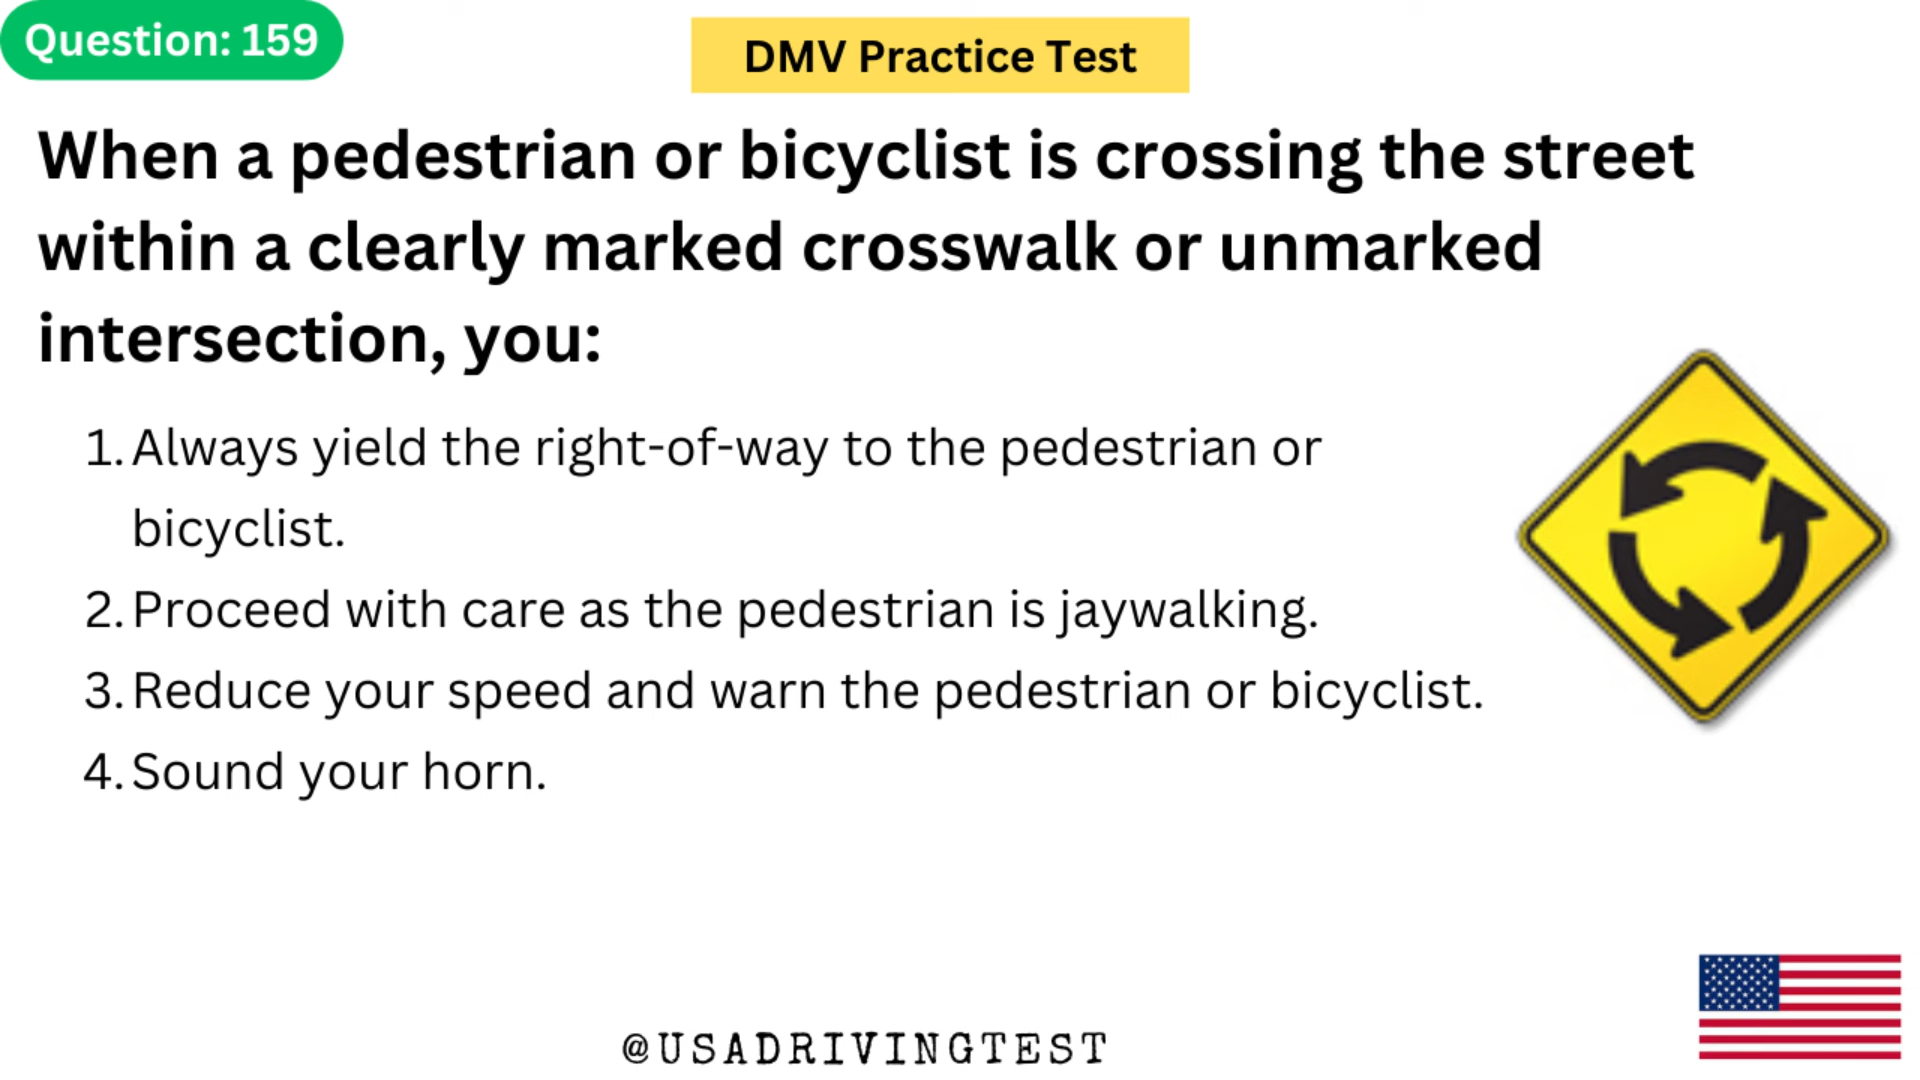 Question: 159
DMV Practice Test
When a pedestrian or bicyclist is crossing the street
within a clearly marked crosswalk or unmarked
intersection, you:
1. Always yield the right-of-way to the pedestrian or
bicyclist.
2. Proceed with care as the pedestrian is jaywalking.
3. Reduce your speed and warn the pedestrian or bicyclist.
4. Sound your horn.
@USADRIVINGTEST